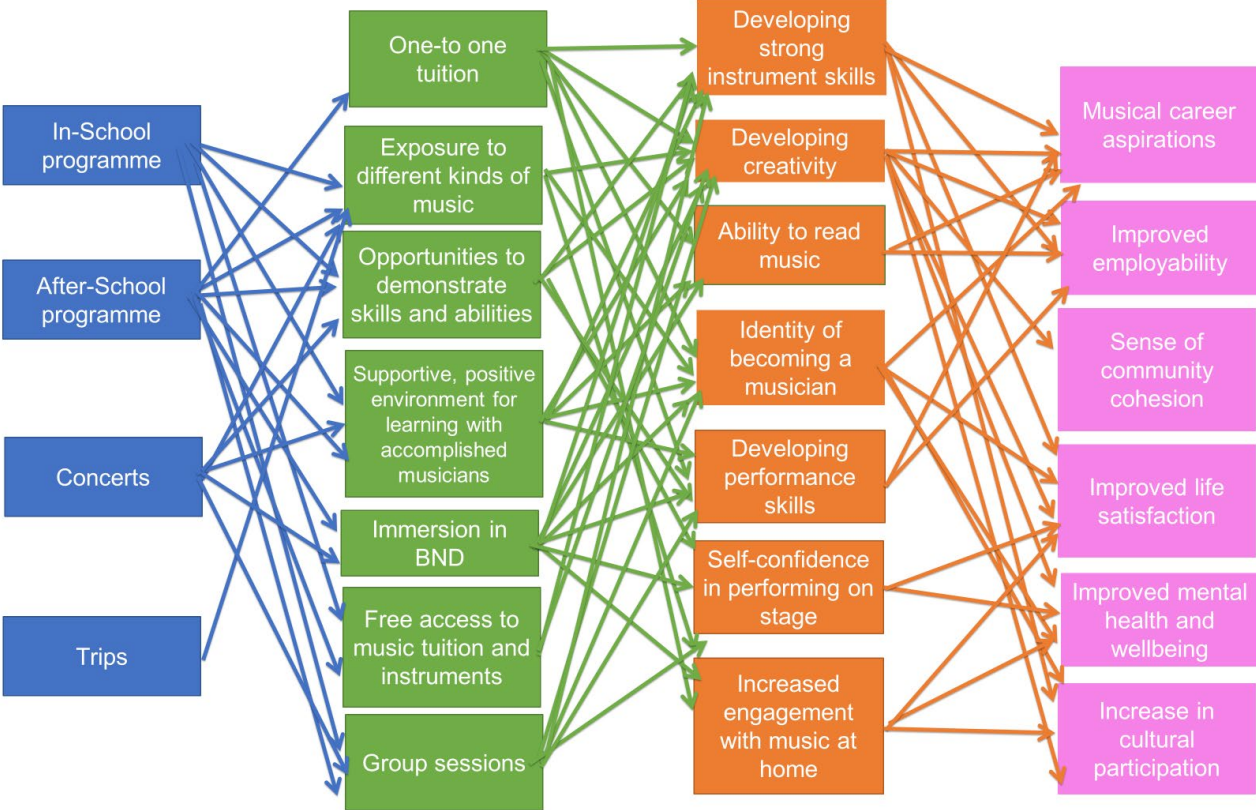 In-School
programme
After-School
programme
Concerts
Trips
One-to one
tuition
Exposure to
different kinds of
music
Opportunities to
demonstrate
skills and abilities
Supportive, positive
environment for
learning with
accomplished
musicians
Immersion in
BND
Free access to
music tuition and
instruments
Group sessions
Developing
strong
instrument skills
Developing
creativity
Ability to read
music
Identity of
becoming a
musician
Developing
performance
skills
Self-confidence
in performing on
stage
Increased
engagement
with music at
home
Musical career
aspirations
Improved
employability
Sense of
community
cohesion
Improved life
satisfaction
Improved mental
health and
wellbeing
Increase in
cultural
participation